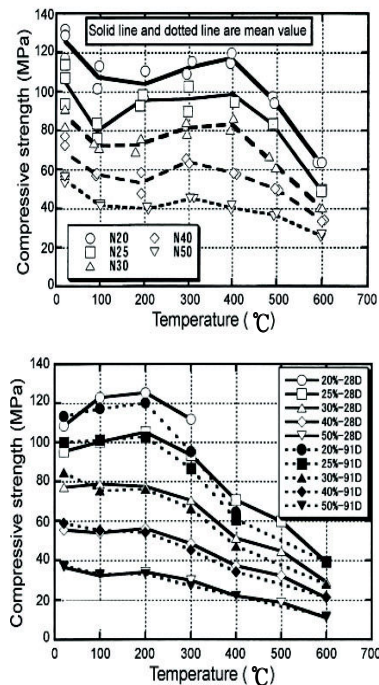 Solid line and dotted line are mean value
Compressive strength (MPa)
140
120
100
80
60
40
20
0
N20
N40
N25
N50
N30
0 100 200 300 400 500 600 700
Temperature (℃)
Compressive strength (MPa)
140
120
100
80
60
40
20
0
20%-28D
25%-28D
30%-28D
40%-28D
50%-28D
20%-91D
25%-91D
30%-91D
40%-91D
50%-91D
0 100 200 300 400 500 600 700
Temperature (℃)